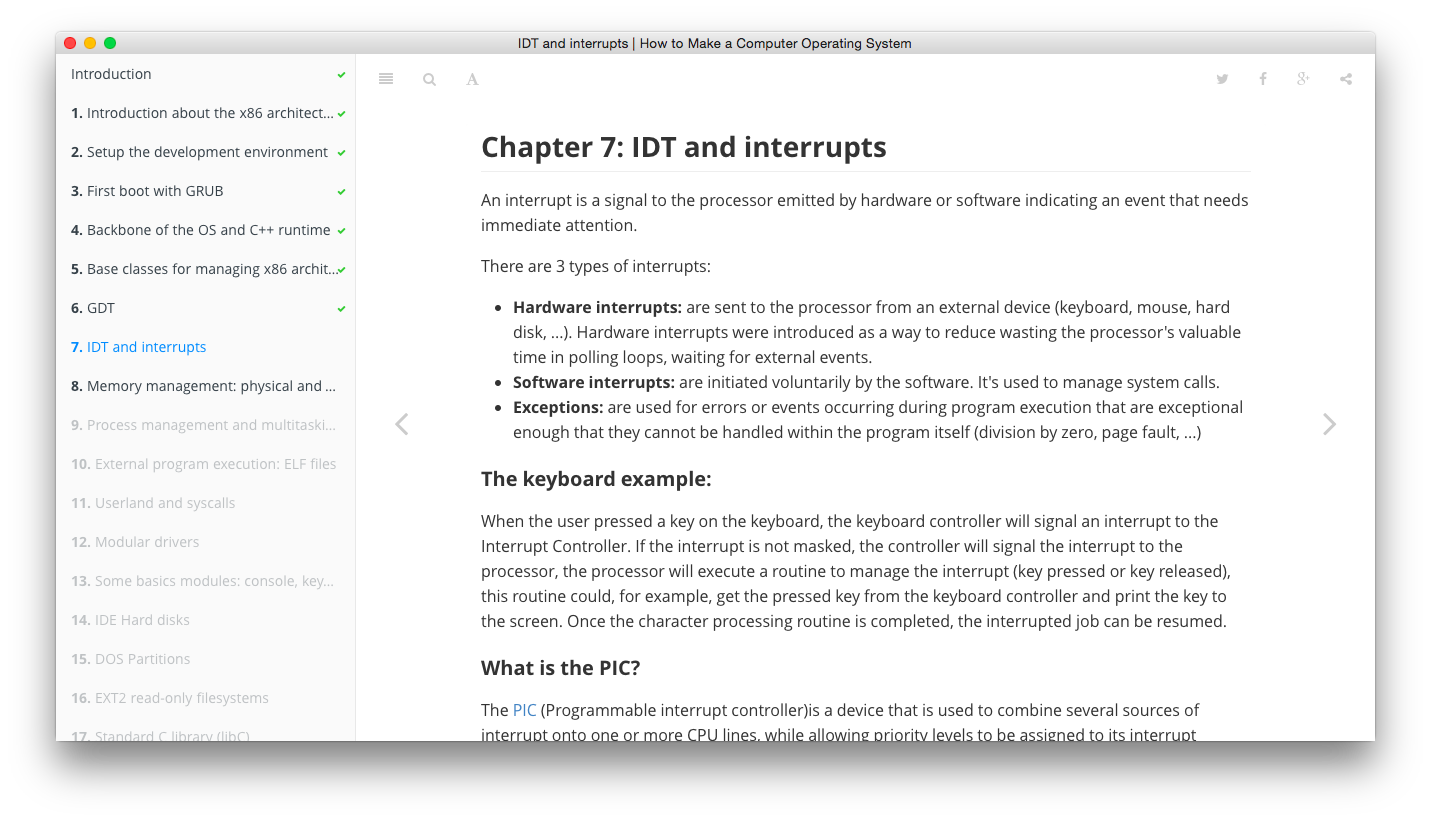 IDT and interrupts | How to Make a Computer Operating System
Introduction
1. Introduction about the x86 architect...
2. Setup the development environment
3. First boot with GRUB
4. Backbone of the OS and C++ runtime
5. Base classes for managing x86 archit...
6. GDT
7. IDT and interrupts
8. Memory management: physical and ...
9. Process management and multitaski...
10. External program execution: ELF files
11. Userland and syscalls
12. Modular drivers
13. Some basics modules: console, key...
14. IDE Hard disks
15. DOS Partitions
16. EXT2 read-only filesystems
17. Standard C library (libC)
Chapter 7: IDT and interrupts
An interrupt is a signal to the processor emitted by hardware or software indicating an event that needs
immediate attention.
There are 3 types of interrupts:
• Hardware interrupts: are sent to the processor from an external device (keyboard, mouse, hard
disk, ...). Hardware interrupts were introduced as a way to reduce wasting the processor's valuable
time in polling loops, waiting for external events.
• Software interrupts: are initiated voluntarily by the software. It's used to manage system calls.
• Exceptions: are used for errors or events occurring during program execution that are exceptional
enough that they cannot be handled within the program itself (division by zero, page fault, ...)
The keyboard example:
When the user pressed a key on the keyboard, the keyboard controller will signal an interrupt to the
Interrupt Controller. If the interrupt is not masked, the controller will signal the interrupt to the
processor, the processor will execute a routine to manage the interrupt (key pressed or key released),
this routine could, for example, get the pressed key from the keyboard controller and print the key to
the screen. Once the character processing routine is completed, the interrupted job can be resumed.
What is the PIC?
The PIC (Programmable interrupt controller)is a device that is used to combine several sources of
interrupt onto one or more CPU lines, while allowing priority levels to be assigned to its interrupt